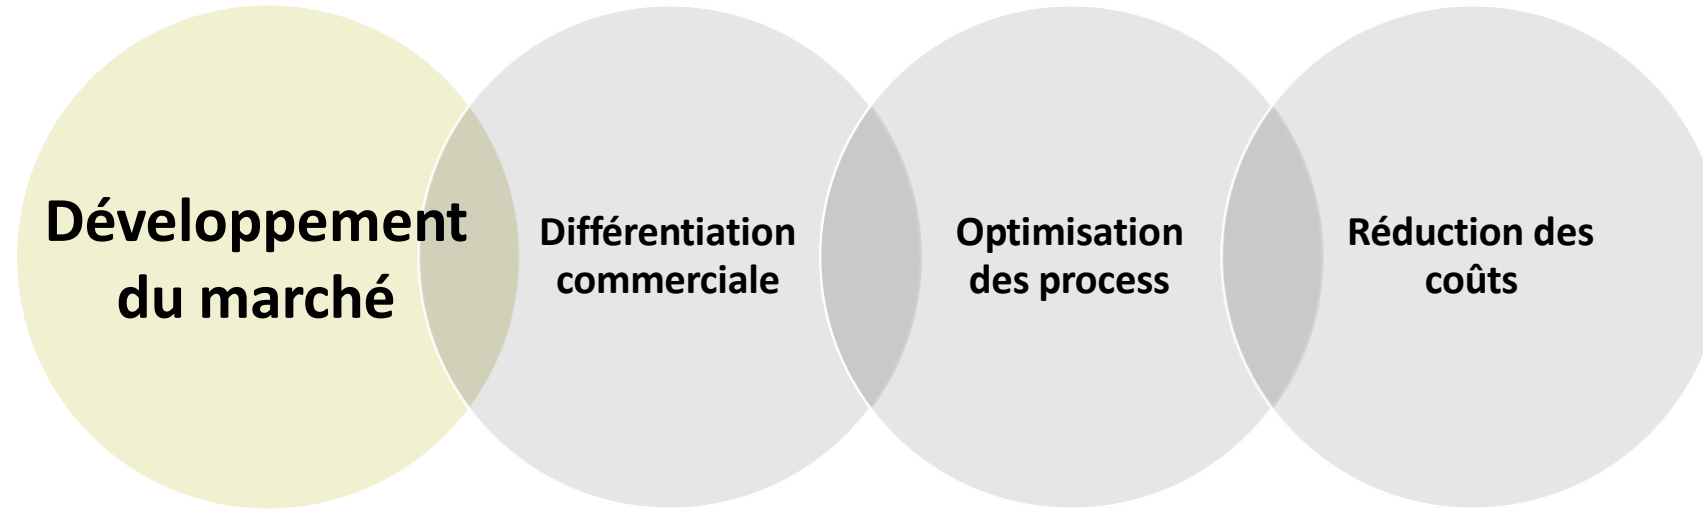 Développement
du marché
Différentiation
commerciale
Optimisation
des process
Réduction des
coûts